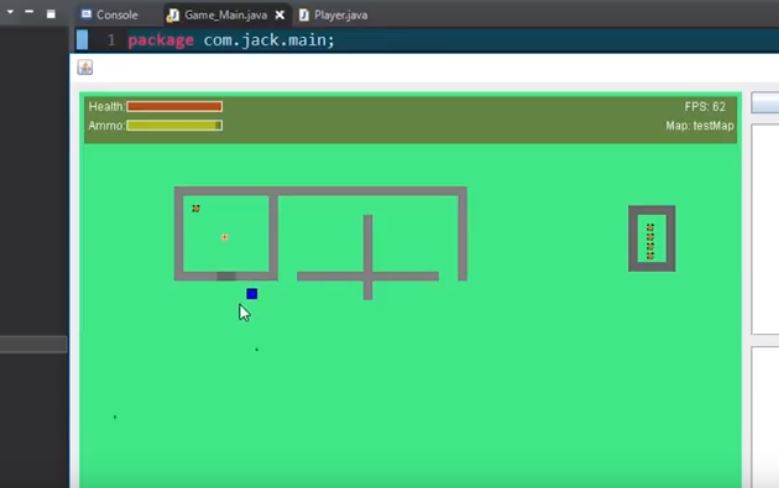 Console Game_Main.java Player.java
1 package com.jack.main;
Health: FPS: 62
Ammo: Map: testMap